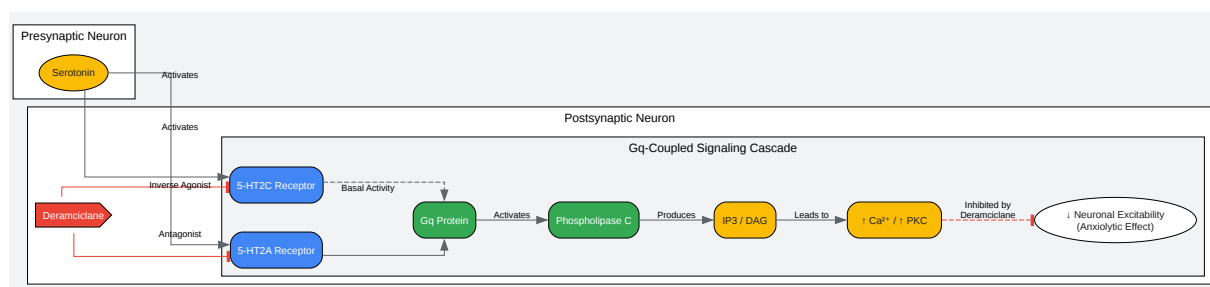 Presynaptic Neuron
Serotonin
Activates
Activates
Postsynaptic Neuron
Gq-Coupled Signaling Cascade
Inverse Agonist
5-HT2C Receptor
Basal Activity
Deramciclane
Antagonist
5-HT2A Receptor
Gq Protein
Activates
Phospholipase C
Produces
IP3 / DAG
Leads to
↑ Ca²⁺ / ↑ PKC
Inhibited by
Deramciclane
↓ Neuronal Excitability
(Anxiolytic Effect)